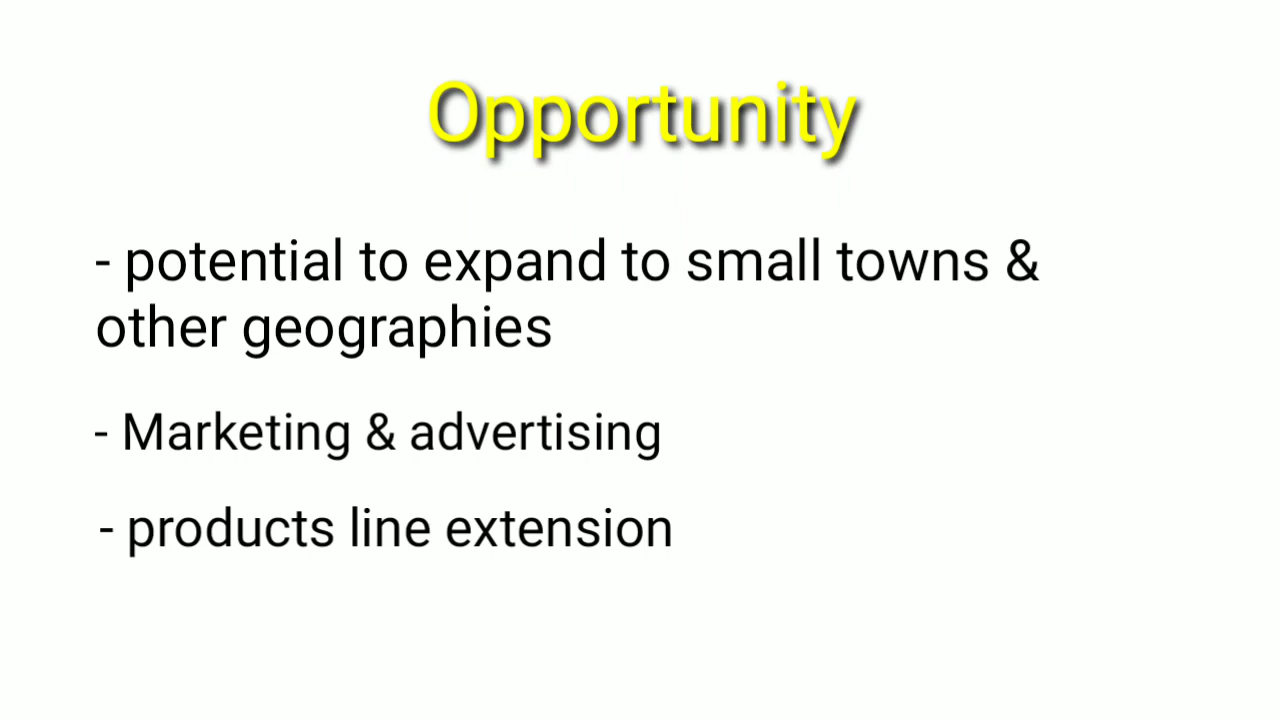 Opportunity
- potential to expand to small towns &
other geographies
- Marketing & advertising
- products line extension